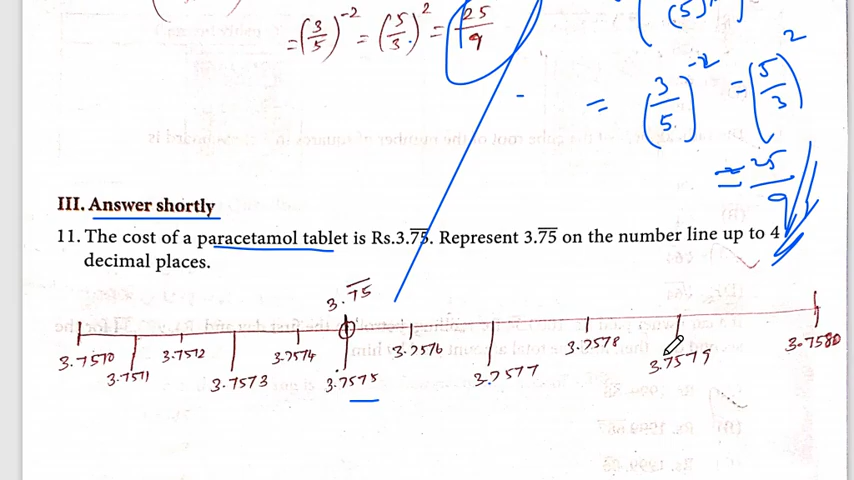 = (3/5)^-2 = (5/3)^2 = 25/9
(5)
= (3/5)^-2 = (5/3)^2
= 25/9
III. Answer shortly
11. The cost of a paracetamol tablet is Rs.3.7̅5̅. Represent 3.7̅5̅ on the number line up to 4
decimal places.
3.7̅5̅
3.7570 3.7571 3.7572 3.7573 3.7574 3.7575 3.7576 3.7577 3.7578 3.7579 3.7580